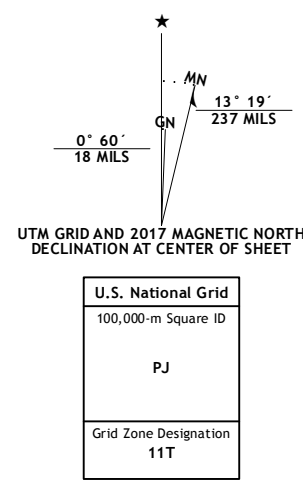 ★
MN
13° 19´
237 MILS
GN
0° 60´
18 MILS
UTM GRID AND 2017 MAGNETIC NORTH
DECLINATION AT CENTER OF SHEET
U.S. National Grid
100,000-m Square ID
PJ
Grid Zone Designation
11T